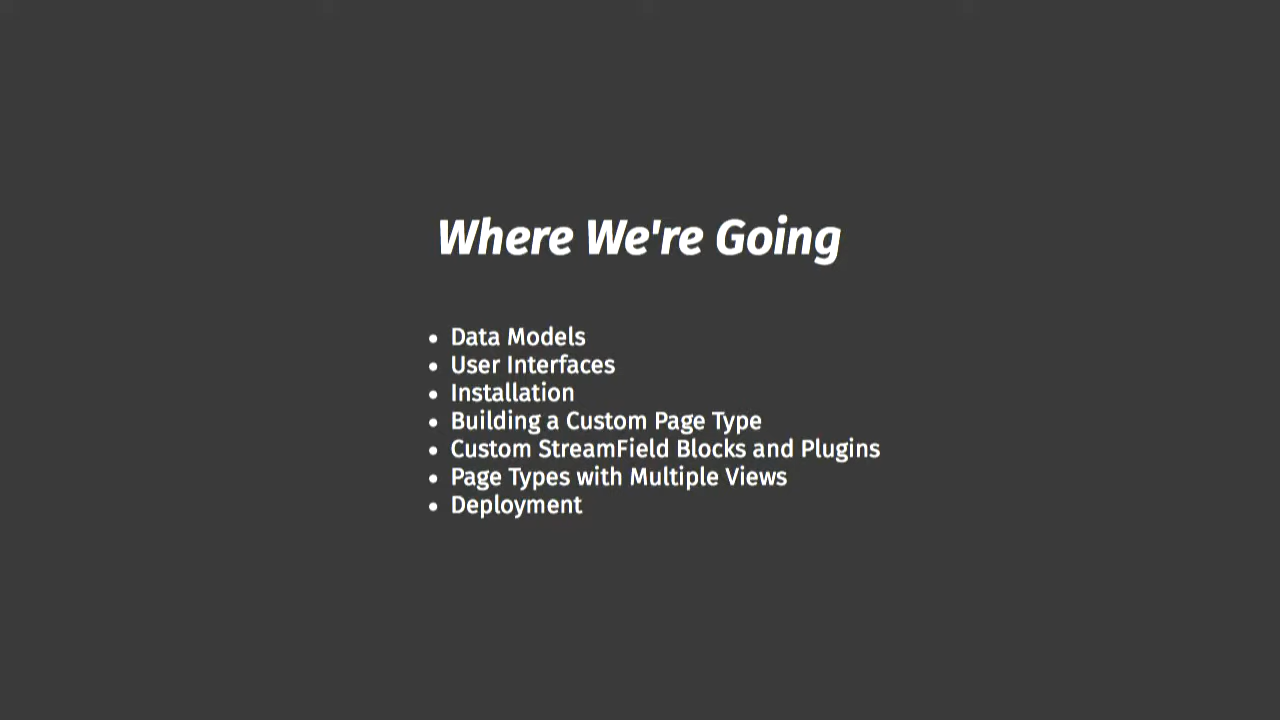 Where We're Going
• Data Models
• User Interfaces
• Installation
• Building a Custom Page Type
• Custom StreamField Blocks and Plugins
• Page Types with Multiple Views
• Deployment